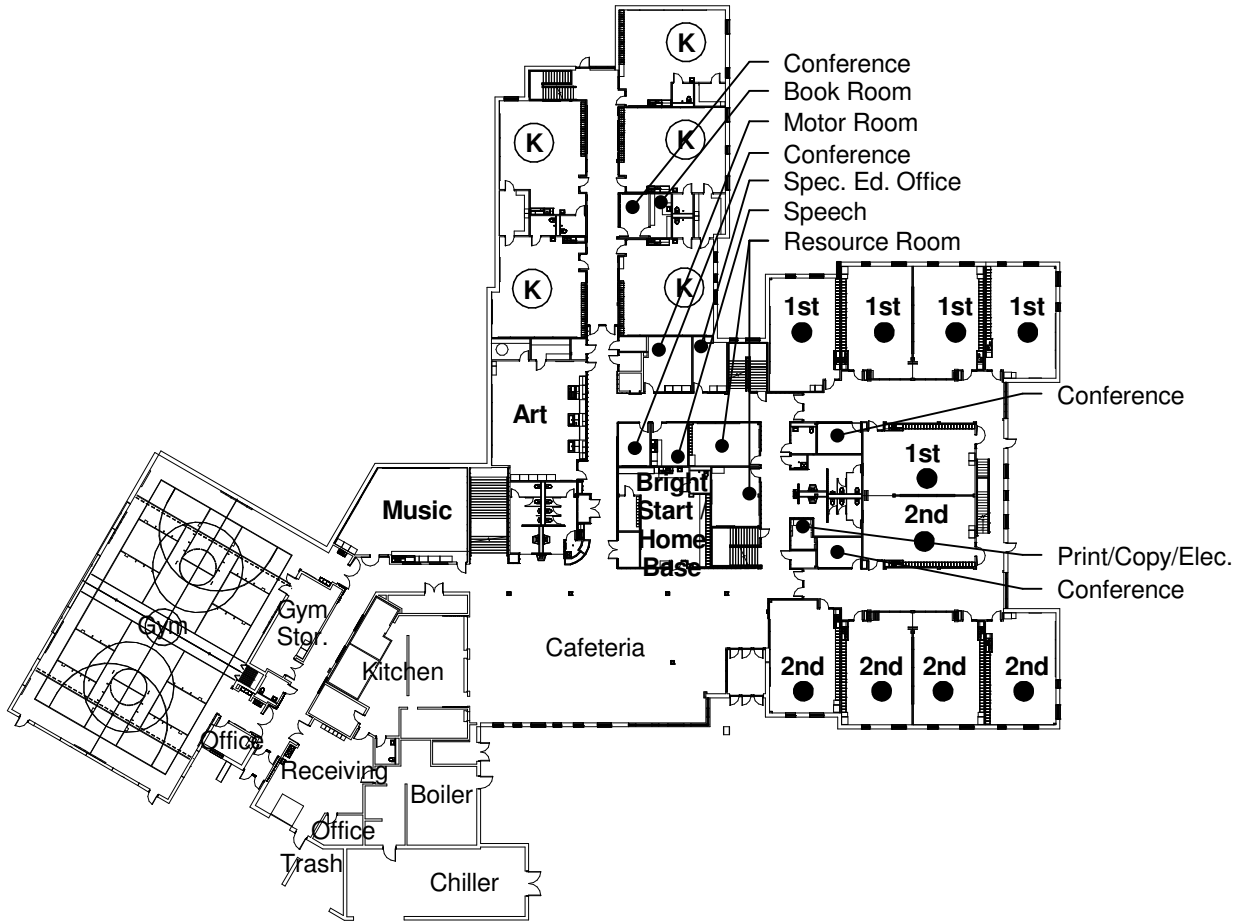 K
Conference
Book Room
Motor Room
K
K
Conference
Spec. Ed. Office
Speech
Resource Room
K
K
1st
1st
1st
1st
Conference
Art
1st
Bright
Start
Home
Base
Music
2nd
Print/Copy/Elec.
Conference
Gym
Gym
Stor.
Cafeteria
Kitchen
2nd
2nd
2nd
2nd
Office
Receiving
Boiler
Office
Trash
Chiller